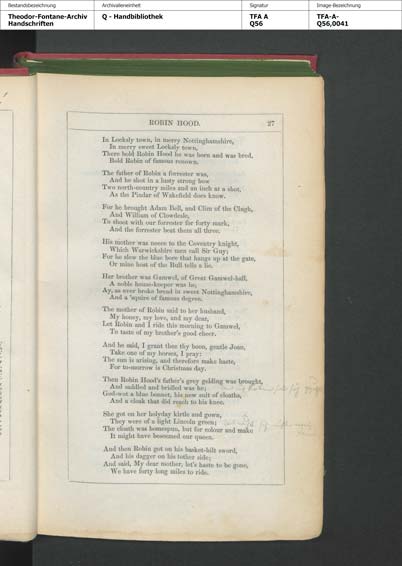 Bestandsbezeichnung
Archivalieneinheit
Signatur
Image-Bezeichnung
Theodor-Fontane-Archiv
Handschriften
Q - Handbibliothek
TFA A
Q56
TFA-A-
Q56,0041
ROBIN HOOD. 27
In Locksly town, in merry Nottinghamshire,
In merry sweet Locksly town,
There bold Robin Hood he was born and was bred,
Bold Robin of famous renown.
The father of Robin a forrester was,
And he shot in a lusty strong bow
Two north-country miles and an inch at a shot,
As the Pindar of Wakefield does know.
For he brought Adam Bell, and Clim of the Clugh,
And William of Clowdesle,
To shoot with our forrester for forty mark,
And the forrester beat them all three.
His mother was neece to the Coventry knight,
Which Warwickshire men call Sir Guy;
For he slew the blue bore that hangs up at the gate,
Or mine host of the Bull tells a lie.
Her brother was Gamwel, of Great Gamwel-hall,
A noble house-keeper was he,
Ay, as ever broke bread in sweet Nottinghamshire,
And a 'squire of famous degree.
The mother of Robin said to her husband,
My honey, my love, and my dear,
Let Robin and I ride this morning to Gamwel,
To taste of my brother's good cheer.
And he said, I grant thee thy boon, gentle Joan,
Take one of my horses, I pray:
The sun is arising, and therefore make haste,
For to-morrow is Christmas day.
Then Robin Hood's father's grey gelding was brought,
And saddled and bridled was he;
God-wot a blue bonnet, his new suit of cloaths,
And a cloak that did reach to his knee.
She got on her holyday kirtle and gown,
They were of a light Lincoln green;
The cloath was homespun, but for colour and make
It might have beseemed our queen.
And then Robin got on his basket-hilt sword,
And his dagger on his tother side;
And said, My dear mother, let's haste to be gone,
We have forty long miles to ride.